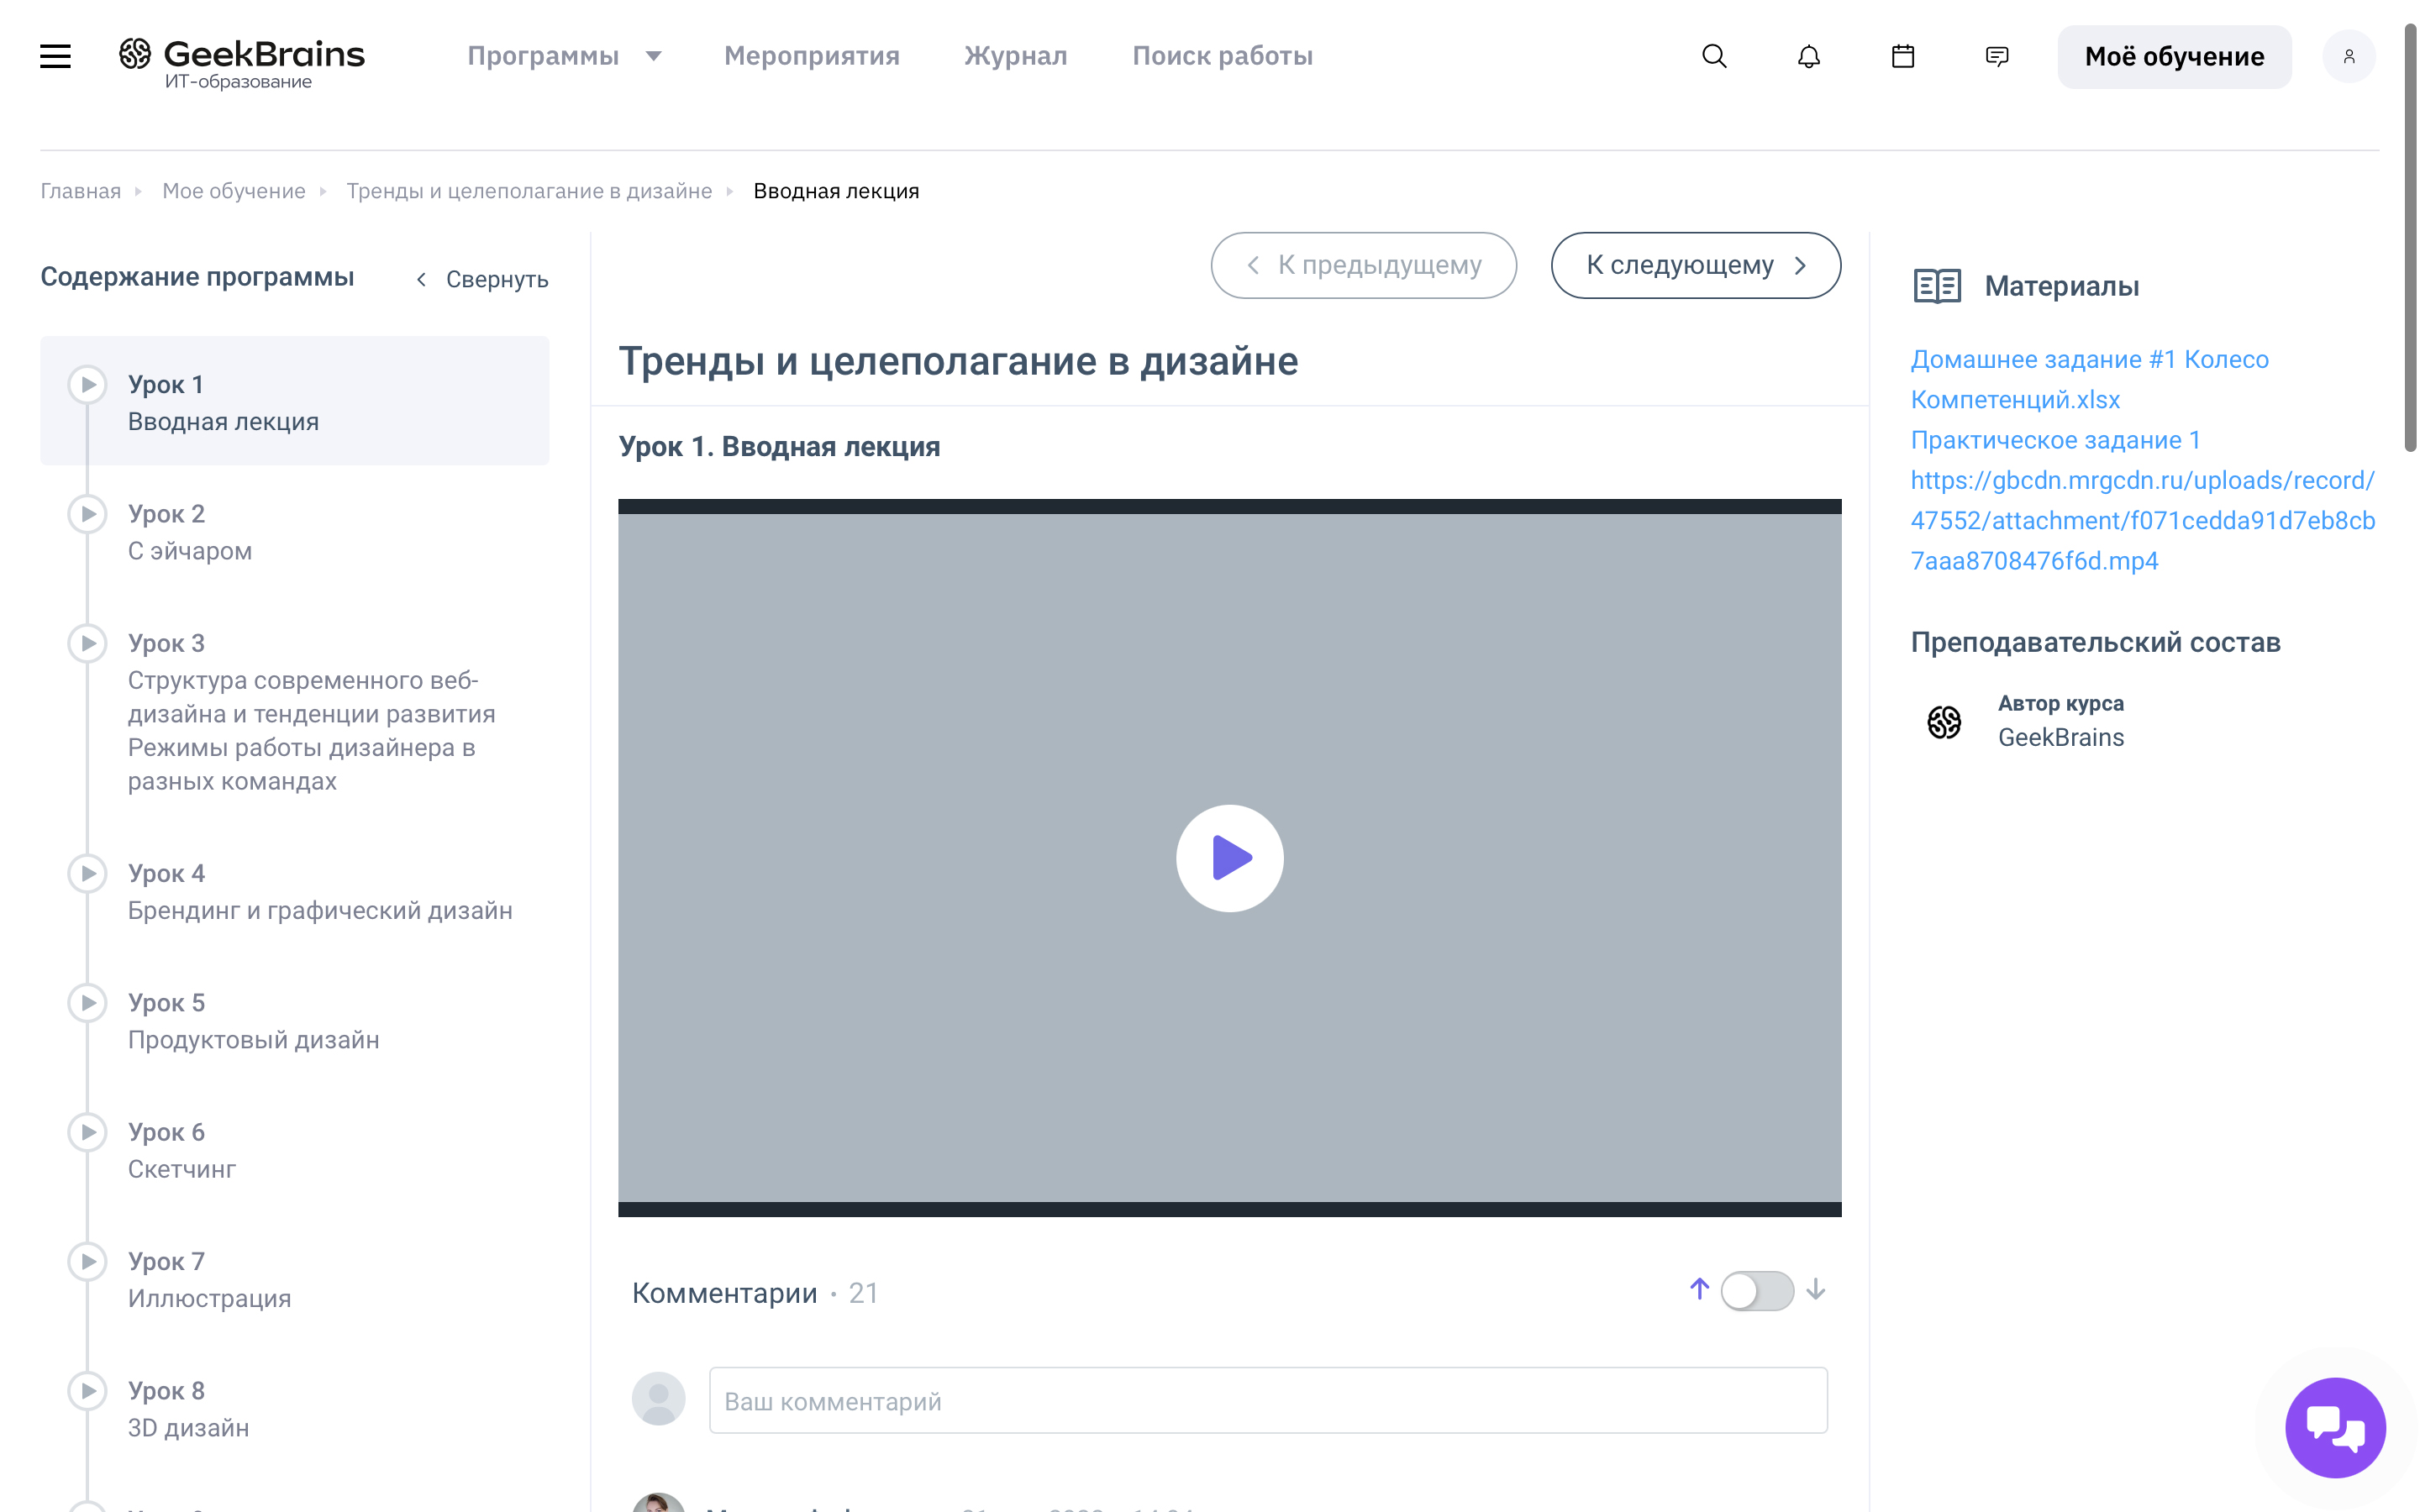 GeekBrains
ИТ-образование
Программы
Мероприятия
Журнал
Поиск работы
Моё обучение
Главная
Мое обучение
Тренды и целеполагание в дизайне
Вводная лекция
Содержание программы
Свернуть
Урок 1
Вводная лекция
Урок 2
С эйчаром
Урок 3
Структура современного веб-
дизайна и тенденции развития
Режимы работы дизайнера в
разных командах
Урок 4
Брендинг и графический дизайн
Урок 5
Продуктовый дизайн
Урок 6
Скетчинг
Урок 7
Иллюстрация
Урок 8
3D дизайн
К предыдущему
К следующему
Тренды и целеполагание в дизайне
Урок 1. Вводная лекция
Комментарии • 21
Ваш комментарий
Материалы
Домашнее задание #1 Колесо
Компетенций.xlsx
Практическое задание 1
https://gbcdn.mrgcdn.ru/uploads/record/
47552/attachment/f071cedda91d7eb8cb
7aaa8708476f6d.mp4
Преподавательский состав
Автор курса
GeekBrains